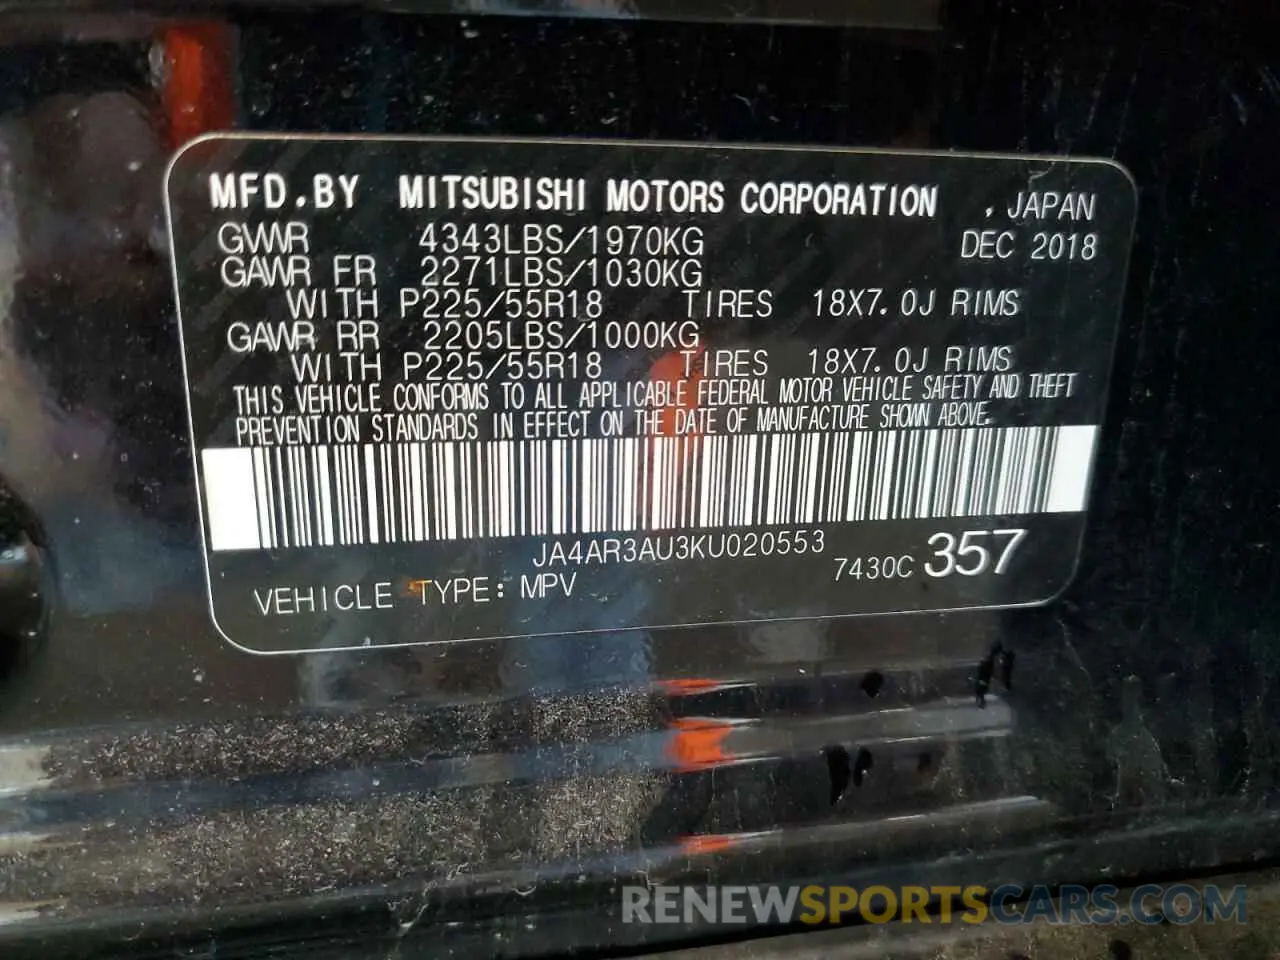 MFD.BY MITSUBISHI MOTORS CORPORATION , JAPAN
GVWR 4343LBS/1970KG DEC 2018
GAWR FR 2271LBS/1030KG
WITH P225/55R18 TIRES 18X7.0J RIMS
GAWR RR 2205LBS/1000KG
WITH P225/55R18 TIRES 18X7.0J RIMS
THIS VEHICLE CONFORMS TO ALL APPLICABLE FEDERAL MOTOR VEHICLE SAFETY AND THEFT
PREVENTION STANDARDS IN EFFECT ON THE DATE OF MANUFACTURE SHOWN ABOVE.
JA4AR3AU3KU020553
VEHICLE TYPE: MPV 7430C 357
RENEWSPORTSCARS.COM